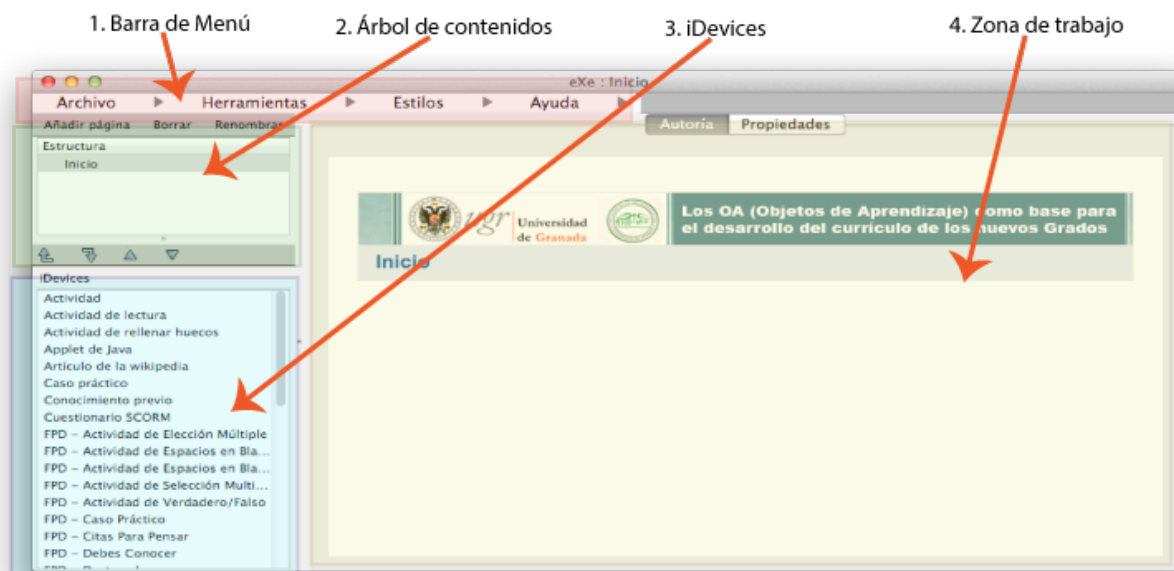 1. Barra de Menú
2. Árbol de contenidos
3. iDevices
4. Zona de trabajo
eXe : Inicio
Archivo
Herramientas
Estilos
Ayuda
Añadir página
Borrar
Renombrar
Autoría
Propiedades
Estructura
Inicio
ugr
Universidad
de Granada
Los OA (Objetos de Aprendizaje) como base para
el desarrollo del currículo de los nuevos Grados
Inicio
iDevices
Actividad
Actividad de lectura
Actividad de rellenar huecos
Applet de Java
Artículo de la wikipedia
Caso práctico
Conocimiento previo
Cuestionario SCORM
FPD – Actividad de Elección Múltiple
FPD – Actividad de Espacios en Bla...
FPD – Actividad de Espacios en Bla...
FPD – Actividad de Selección Multi...
FPD – Actividad de Verdadero/Falso
FPD – Caso Práctico
FPD – Citas Para Pensar
FPD – Debes Conocer